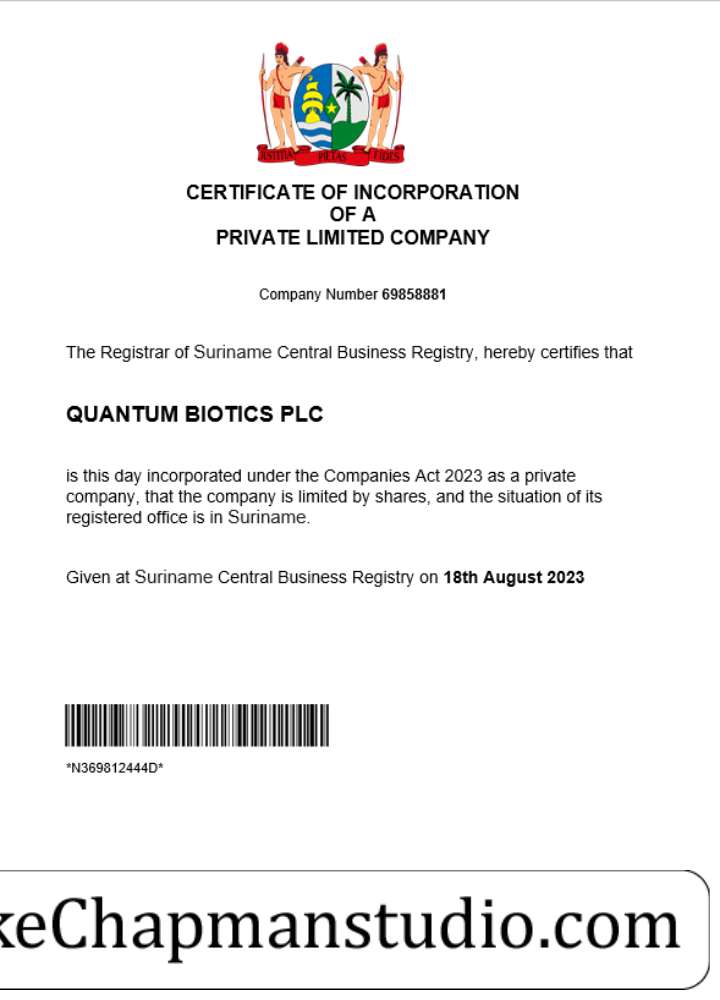 JUSTITIA PIETAS FIDES
CERTIFICATE OF INCORPORATION
OF A
PRIVATE LIMITED COMPANY
Company Number 69858881
The Registrar of Suriname Central Business Registry, hereby certifies that
QUANTUM BIOTICS PLC
is this day incorporated under the Companies Act 2023 as a private
company, that the company is limited by shares, and the situation of its
registered office is in Suriname.
Given at Suriname Central Business Registry on 18th August 2023
*N369812444D*
keChapmanstudio.com